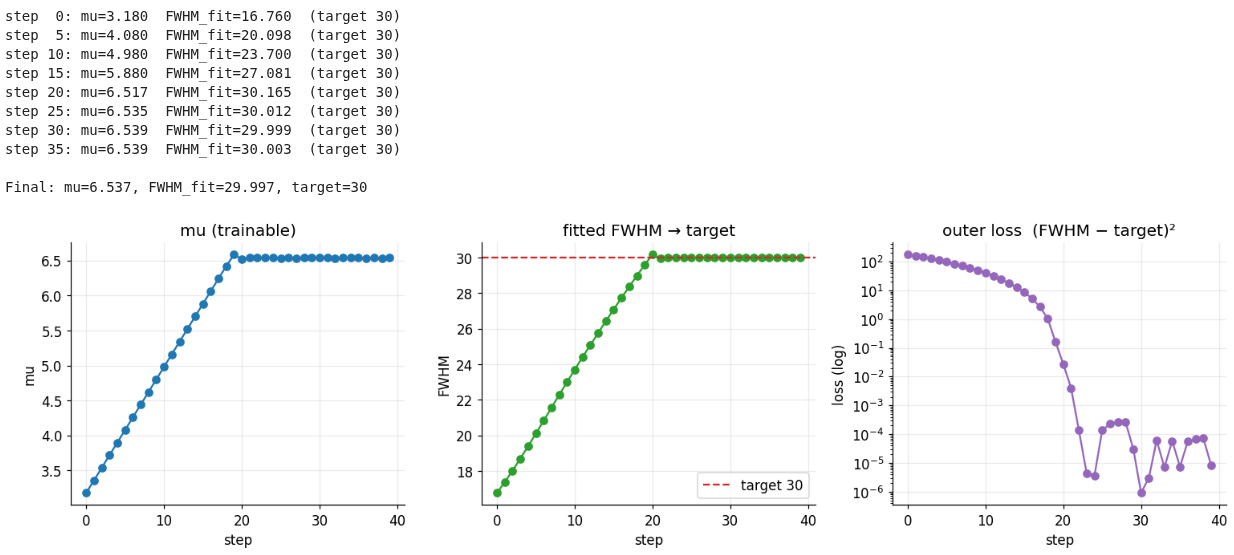 step  0: mu=3.180  FWHM_fit=16.760  (target 30)
step  5: mu=4.080  FWHM_fit=20.098  (target 30)
step 10: mu=4.980  FWHM_fit=23.700  (target 30)
step 15: mu=5.880  FWHM_fit=27.081  (target 30)
step 20: mu=6.517  FWHM_fit=30.165  (target 30)
step 25: mu=6.535  FWHM_fit=30.012  (target 30)
step 30: mu=6.539  FWHM_fit=29.999  (target 30)
step 35: mu=6.539  FWHM_fit=30.003  (target 30)
Final: mu=6.537, FWHM_fit=29.997, target=30
mu (trainable)
mu
6.5
6.0
5.5
5.0
4.5
4.0
3.5
0 10 20 30 40
step
fitted FWHM → target
FWHM
30
28
26
24
22
20
18
target 30
0 10 20 30 40
step
outer loss (FWHM − target)²
loss (log)
10²
10¹
10⁰
10⁻¹
10⁻²
10⁻³
10⁻⁴
10⁻⁵
10⁻⁶
0 10 20 30 40
step